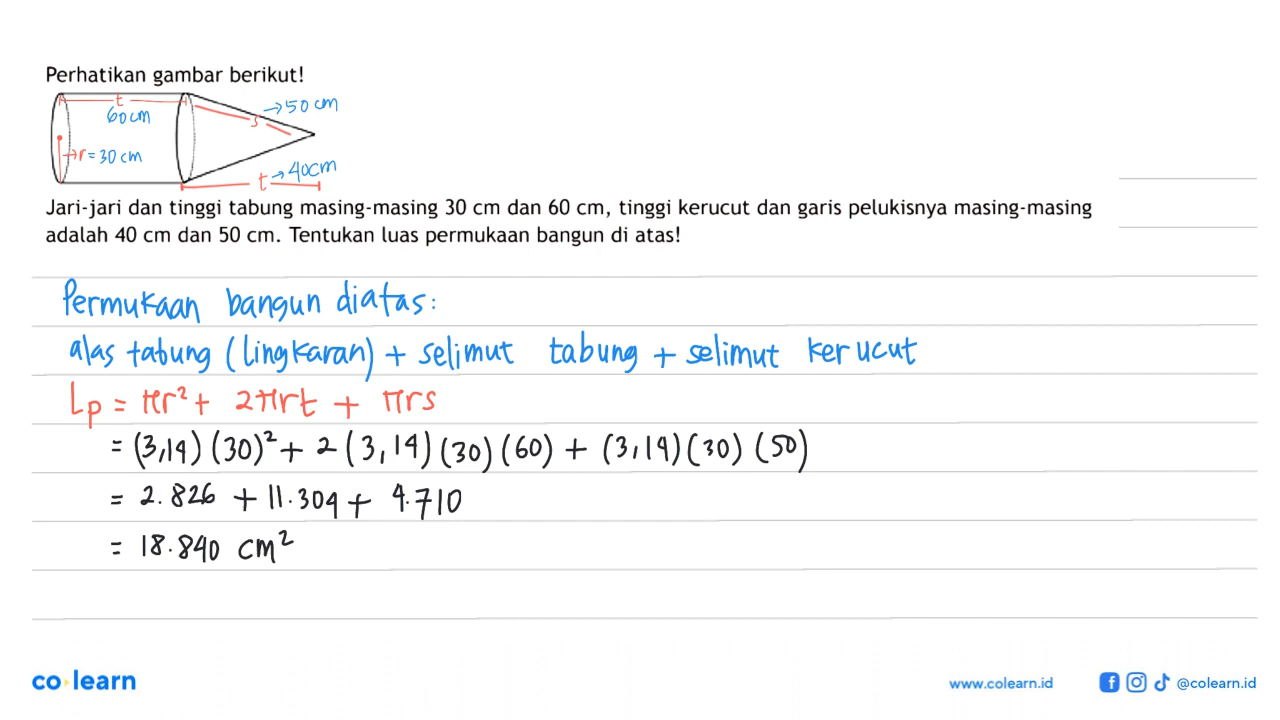 Perhatikan gambar berikut!
t
60 cm
s → 50 cm
→ r = 30 cm
t → 40 cm
Jari-jari dan tinggi tabung masing-masing 30 cm dan 60 cm, tinggi kerucut dan garis pelukisnya masing-masing
adalah 40 cm dan 50 cm. Tentukan luas permukaan bangun di atas!
Permukaan bangun diatas:
alas tabung (lingkaran) + selimut tabung + selimut kerucut
Lp = πr² + 2πrt + πrs
= (3,14) (30)² + 2 (3,14) (30) (60) + (3,14) (30) (50)
= 2.826 + 11.304 + 4.710
= 18.840 cm²
co learn
www.colearn.id
@colearn.id